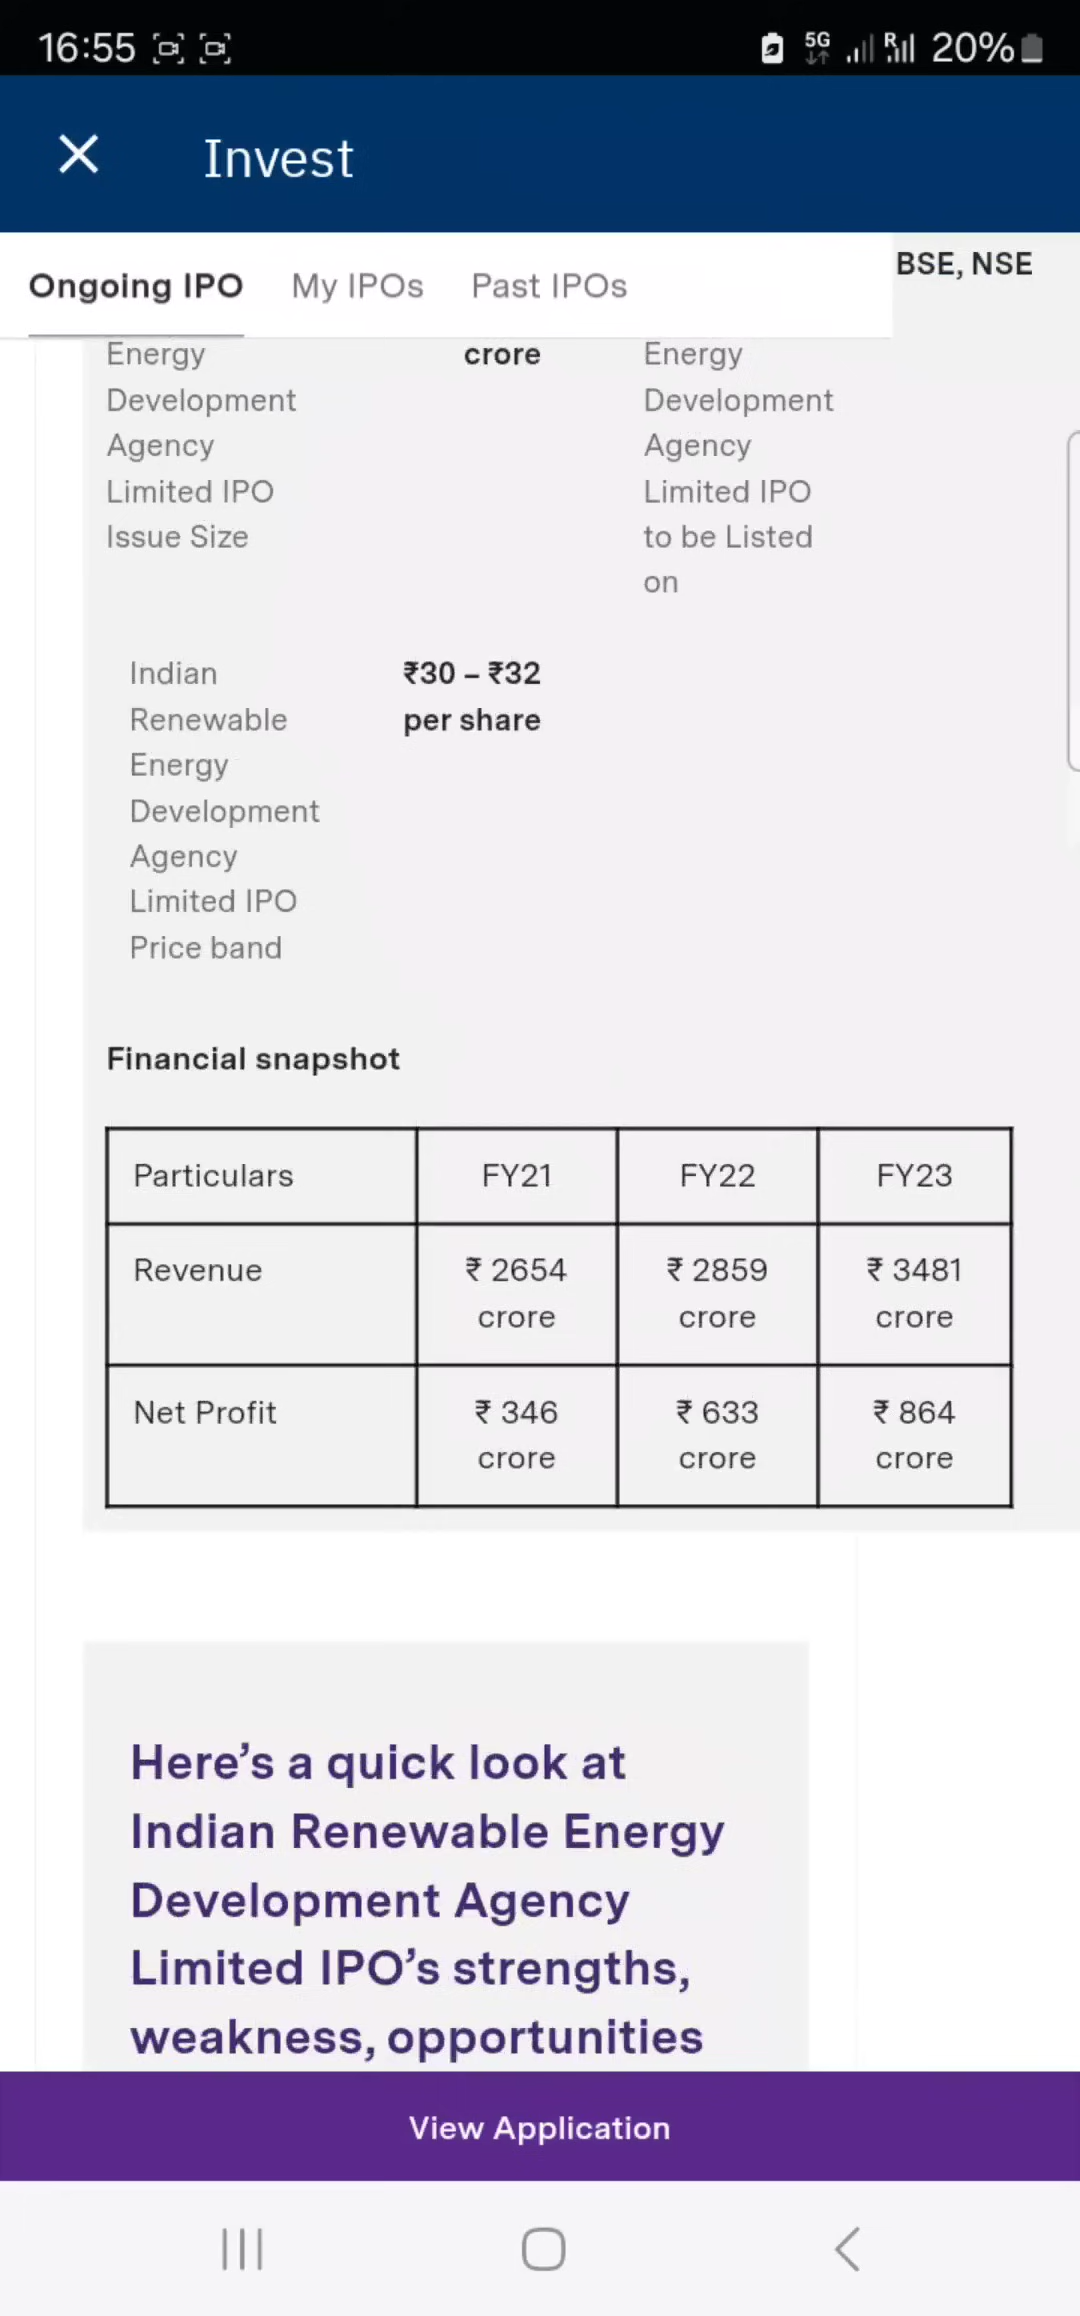 16:55
5G
R
20%
Invest
Ongoing IPO
My IPOs
Past IPOs
BSE, NSE
Energy
Development
Agency
Limited IPO
Issue Size
crore
Energy
Development
Agency
Limited IPO
to be Listed
on
Indian
Renewable
Energy
Development
Agency
Limited IPO
Price band
₹30 – ₹32
per share
Financial snapshot
Particulars
FY21
FY22
FY23
Revenue
₹ 2654
crore
₹ 2859
crore
₹ 3481
crore
Net Profit
₹ 346
crore
₹ 633
crore
₹ 864
crore
Here’s a quick look at
Indian Renewable Energy
Development Agency
Limited IPO’s strengths,
weakness, opportunities
View Application